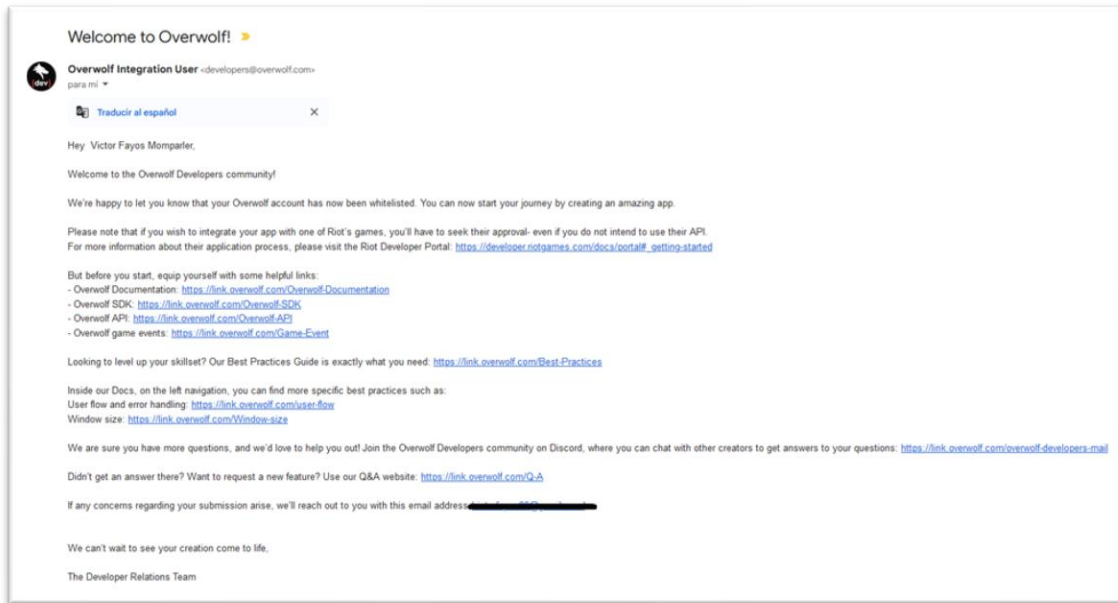 Welcome to Overwolf!
Overwolf Integration User <developers@overwolf.com>
dev
para mí
Traducir al español
Hey Victor Fayos Momparler,
Welcome to the Overwolf Developers community!
We're happy to let you know that your Overwolf account has now been whitelisted. You can now start your journey by creating an amazing app.
Please note that if you wish to integrate your app with one of Riot's games, you'll have to seek their approval- even if you do not intend to use their API.
For more information about their application process, please visit the Riot Developer Portal: https://developer.riotgames.com/docs/portal#_getting-started
But before you start, equip yourself with some helpful links:
- Overwolf Documentation: https://link.overwolf.com/Overwolf-Documentation
- Overwolf SDK: https://link.overwolf.com/Overwolf-SDK
- Overwolf API: https://link.overwolf.com/Overwolf-API
- Overwolf game events: https://link.overwolf.com/Game-Event
Looking to level up your skillset? Our Best Practices Guide is exactly what you need: https://link.overwolf.com/Best-Practices
Inside our Docs, on the left navigation, you can find more specific best practices such as:
User flow and error handling: https://link.overwolf.com/user-flow
Window size: https://link.overwolf.com/Window-size
We are sure you have more questions, and we'd love to help you out! Join the Overwolf Developers community on Discord, where you can chat with other creators to get answers to your questions: https://link.overwolf.com/overwolf-developers-mail
Didn't get an answer there? Want to request a new feature? Use our Q&A website: https://link.overwolf.com/Q-A
If any concerns regarding your submission arise, we'll reach out to you with this email address
We can't wait to see your creation come to life,
The Developer Relations Team